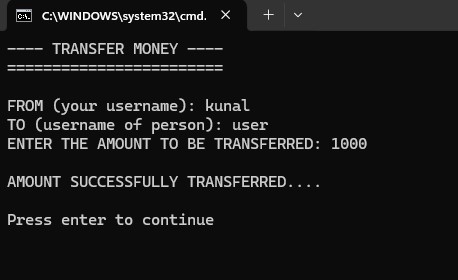 C:\WINDOWS\system32\cmd.
---- TRANSFER MONEY ----
========================
FROM (your username): kunal
TO (username of person): user
ENTER THE AMOUNT TO BE TRANSFERRED: 1000
AMOUNT SUCCESSFULLY TRANSFERRED....
Press enter to continue